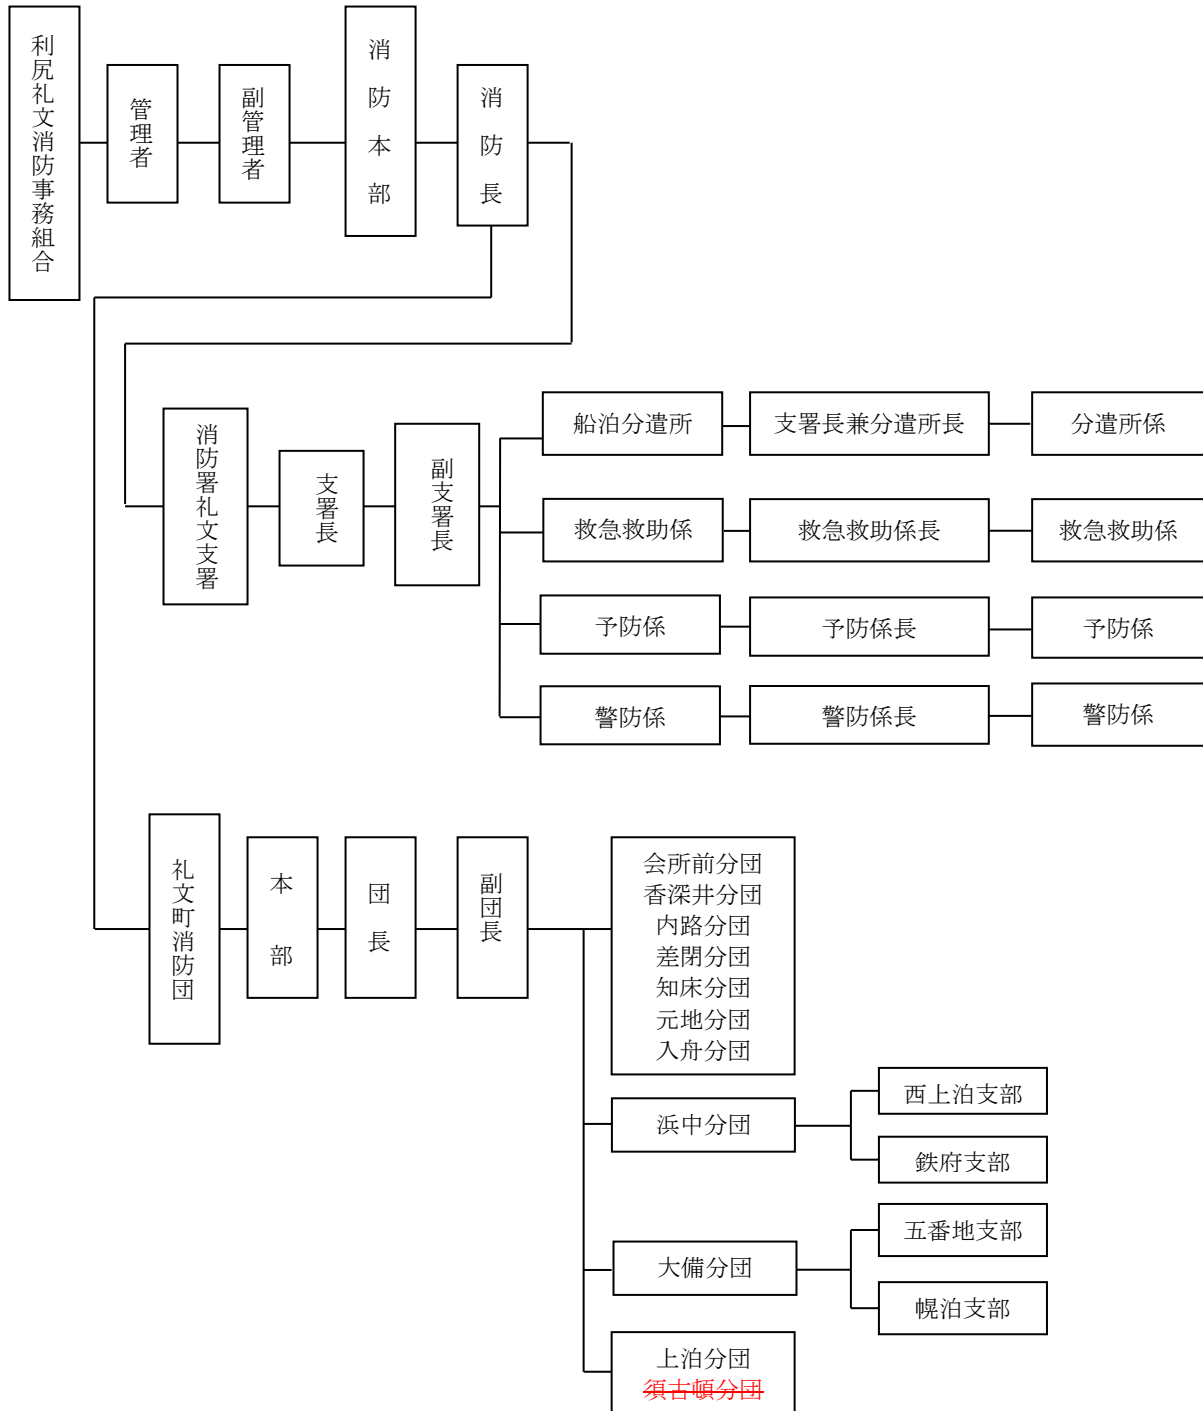 利尻礼文消防事務組合
管理者
副管理者
消防本部
消防長
消防署礼文支署
支署長
副支署長
船泊分遣所
支署長兼分遣所長
分遣所係
救急救助係
救急救助係長
救急救助係
予防係
予防係長
予防係
警防係
警防係長
警防係
礼文町消防団
本部
団長
副団長
会所前分団
香深井分団
内路分団
差閉分団
知床分団
元地分団
入舟分団
浜中分団
西上泊支部
鉄府支部
大備分団
五番地支部
幌泊支部
上泊分団
須古頓分団